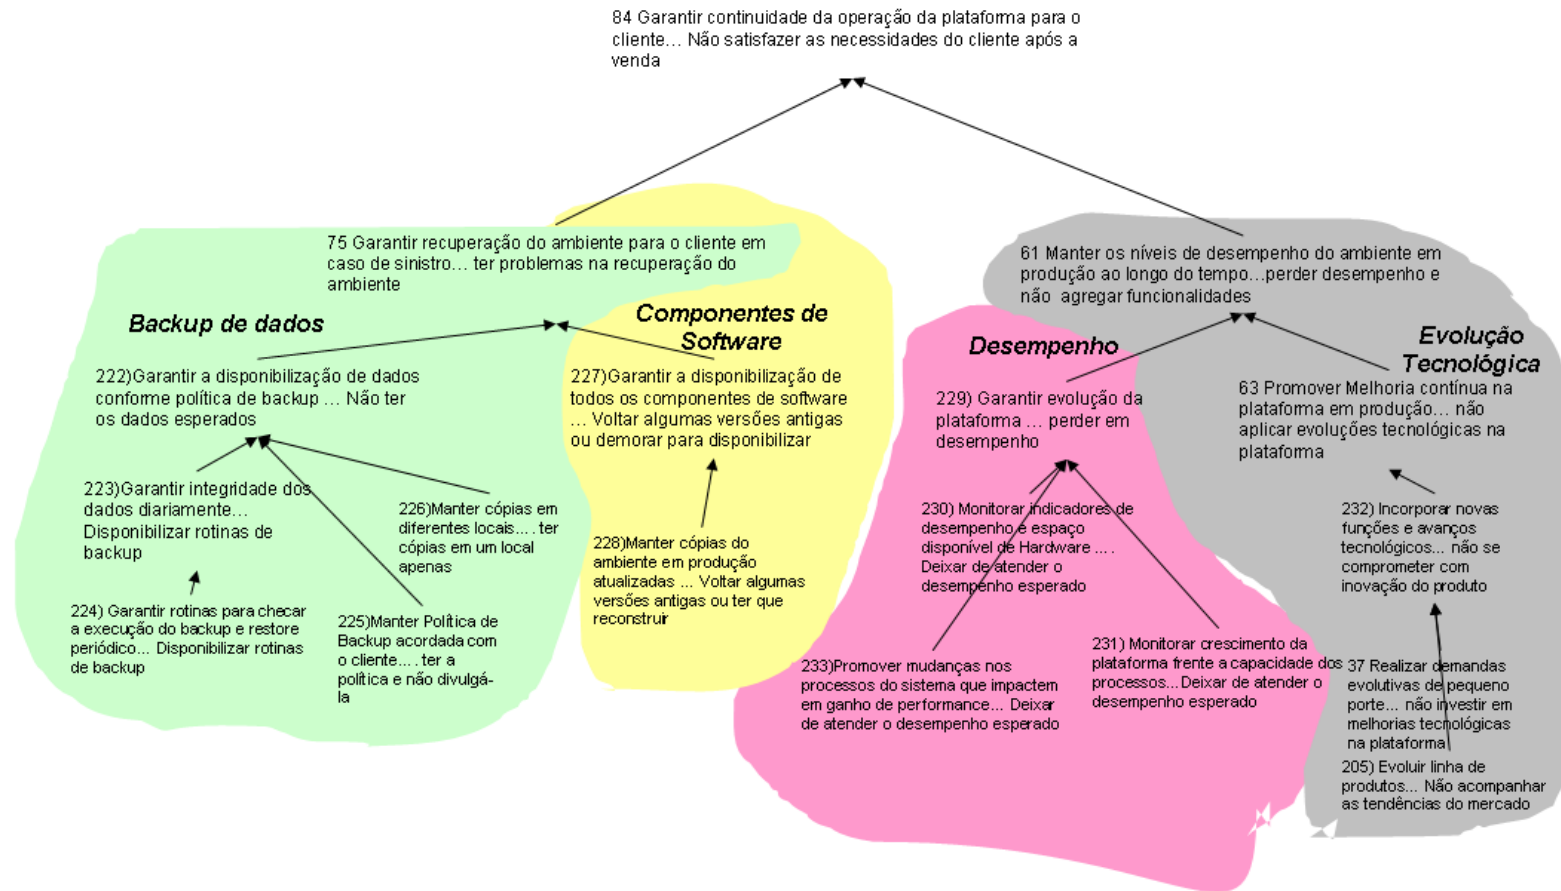 84 Garantir continuidade da operação da plataforma para o
cliente... Não satisfazer as necessidades do cliente após a
venda
75 Garantir recuperação do ambiente para o cliente em
caso de sinistro... ter problemas na recuperação do
ambiente
61 Manter os níveis de desempenho do ambiente em
produção ao longo do tempo...perder desempenho e
não agregar funcionalidades
Backup de dados
Componentes de
Software
Desempenho
Evolução
Tecnológica
222)Garantir a disponibilização de dados
conforme política de backup ... Não ter
os dados esperados
227)Garantir a disponibilização de
todos os componentes de software
... Voltar algumas versões antigas
ou demorar para disponibilizar
229) Garantir evolução da
plataforma ... perder em
desempenho
63 Promover Melhoria contínua na
plataforma em produção... não
aplicar evoluções tecnológicas na
plataforma
223)Garantir integridade dos
dados diariamente...
Disponibilizar rotinas de
backup
226)Manter cópias em
diferentes locais.... ter
cópias em um local
apenas
228)Manter cópias do
ambiente em produção
atualizadas ... Voltar algumas
versões antigas ou ter que
reconstruir
230) Monitorar indicadores de
desempenho e espaço
disponível de Hardware ....
Deixar de atender o
desempenho esperado
232) Incorporar novas
funções e avanços
tecnológicos... não se
comprometer com
inovação do produto
224) Garantir rotinas para checar
a execução do backup e restore
periódico... Disponibilizar rotinas
de backup
225)Manter Política de
Backup acordada com
o cliente.... ter a
política e não divulgá-
la
233)Promover mudanças nos
processos do sistema que impactem
em ganho de performance... Deixar
de atender o desempenho esperado
231) Monitorar crescimento da
plataforma frente a capacidade dos
processos...Deixar de atender o
desempenho esperado
37 Realizar demandas
evolutivas de pequeno
porte... não investir em
melhorias tecnológicas
na plataforma
205) Evoluir linha de
produtos... Não acompanhar
as tendências do mercado